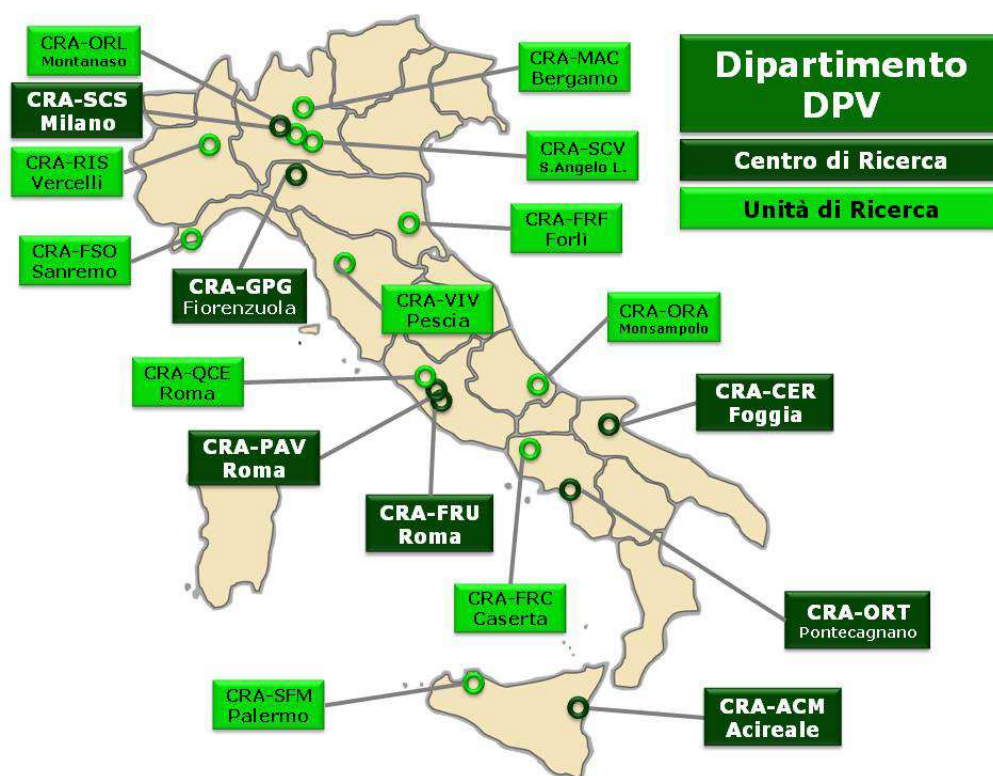 CRA-ORL
Montanaso
CRA-MAC
Bergamo
Dipartimento
DPV
CRA-SCS
Milano
CRA-RIS
Vercelli
CRA-SCV
S.Angelo L.
Centro di Ricerca
Unità di Ricerca
CRA-FSO
Sanremo
CRA-FRF
Forlì
CRA-GPG
Fiorenzuola
CRA-VIV
Pescia
CRA-ORA
Monsampolo
CRA-QCE
Roma
CRA-CER
Foggia
CRA-PAV
Roma
CRA-FRU
Roma
CRA-FRC
Caserta
CRA-ORT
Pontecagnano
CRA-SFM
Palermo
CRA-ACM
Acireale